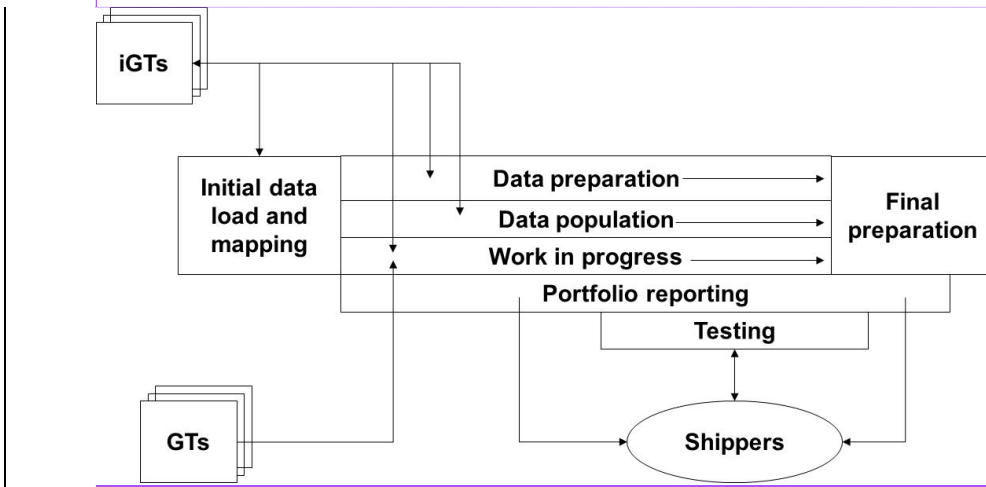 iGTs
Initial data
load and
mapping
Data preparation
Data population
Work in progress
Final
preparation
Portfolio reporting
Testing
GTs
Shippers